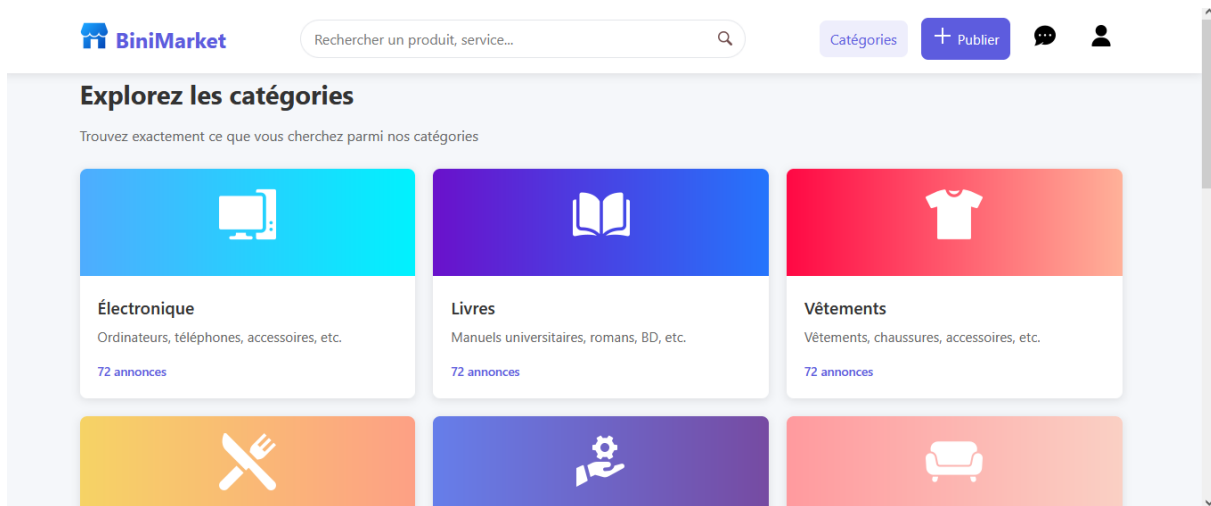 BiniMarket
Rechercher un produit, service...
Catégories
Publier
Explorez les catégories
Trouvez exactement ce que vous cherchez parmi nos catégories
Électronique
Ordinateurs, téléphones, accessoires, etc.
72 annonces
Livres
Manuels universitaires, romans, BD, etc.
72 annonces
Vêtements
Vêtements, chaussures, accessoires, etc.
72 annonces